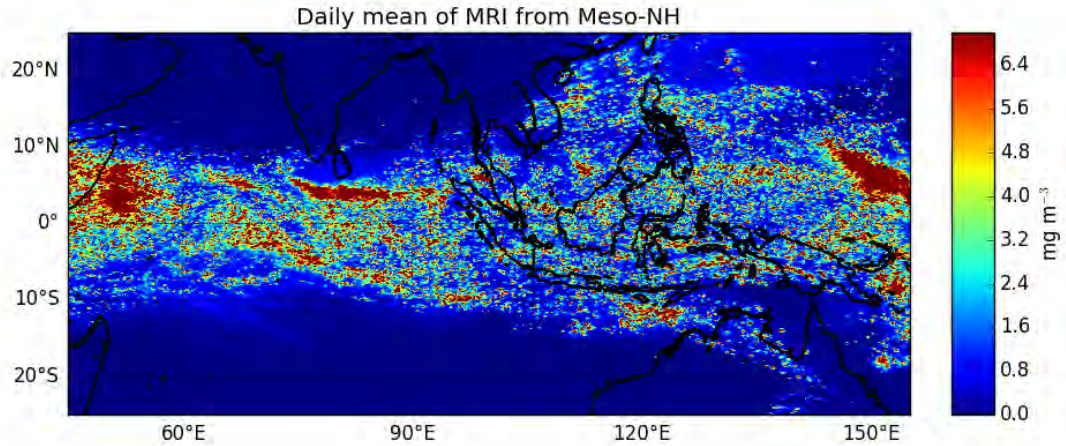 Daily mean of MRI from Meso-NH
20°N
10°N
0°
10°S
20°S
60°E
90°E
120°E
150°E
6.4
5.6
4.8
4.0
3.2
2.4
1.6
0.8
0.0
mg m⁻³